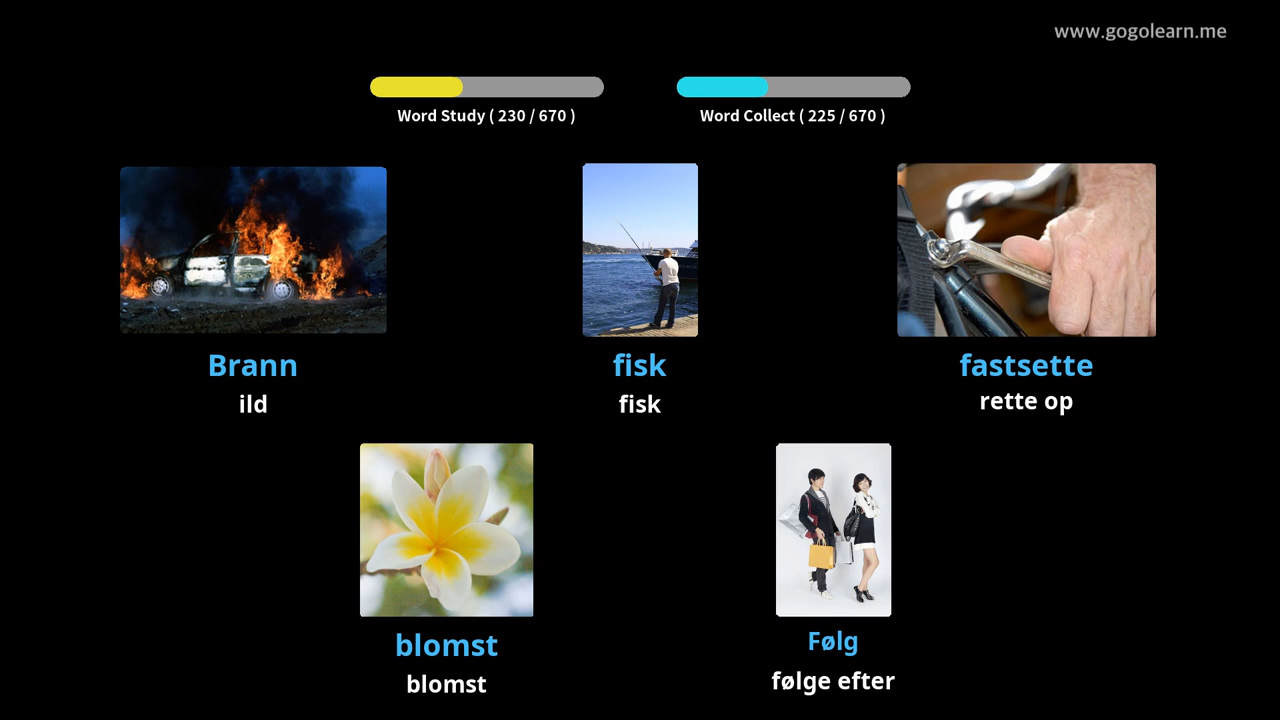 www.gogolearn.me
Word Study ( 230 / 670 )
Word Collect ( 225 / 670 )
Brann
ild
fisk
fisk
fastsette
rette op
blomst
blomst
Følg
følge efter